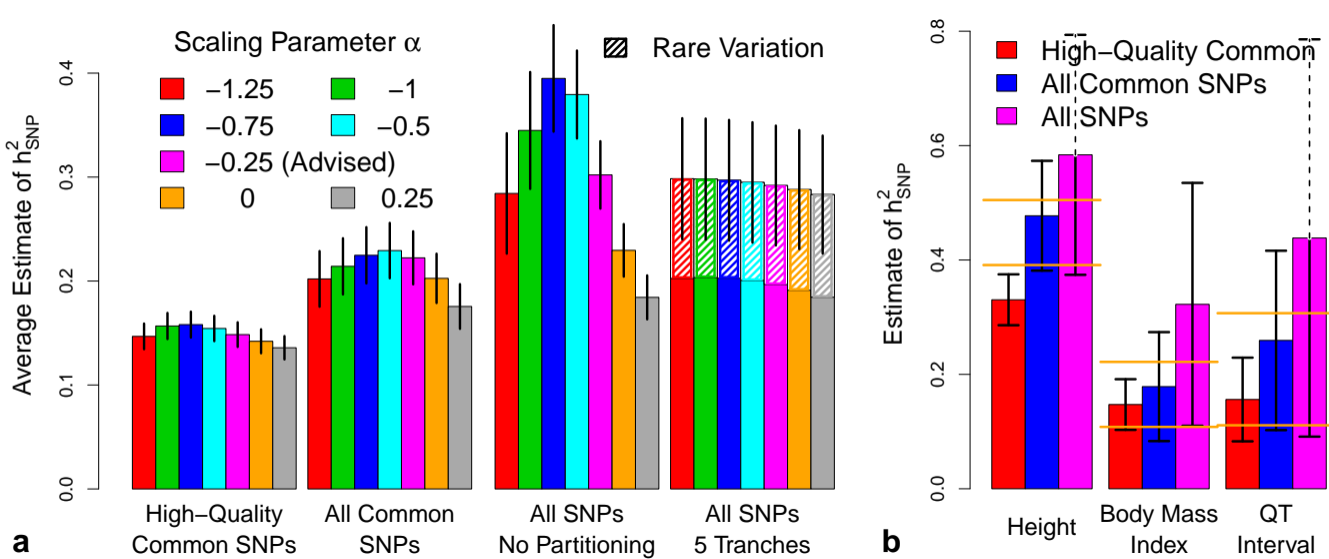 Scaling Parameter α
−1.25
−1
−0.75
−0.5
−0.25 (Advised)
0
0.25
Rare Variation
Average Estimate of h²SNP
0.0
0.1
0.2
0.3
0.4
High−Quality
Common SNPs
All Common
SNPs
All SNPs
No Partitioning
All SNPs
5 Tranches
a
High−Quality Common
All Common SNPs
All SNPs
Estimate of h²SNP
0.0
0.2
0.4
0.6
0.8
Height
Body Mass
Index
QT
Interval
b